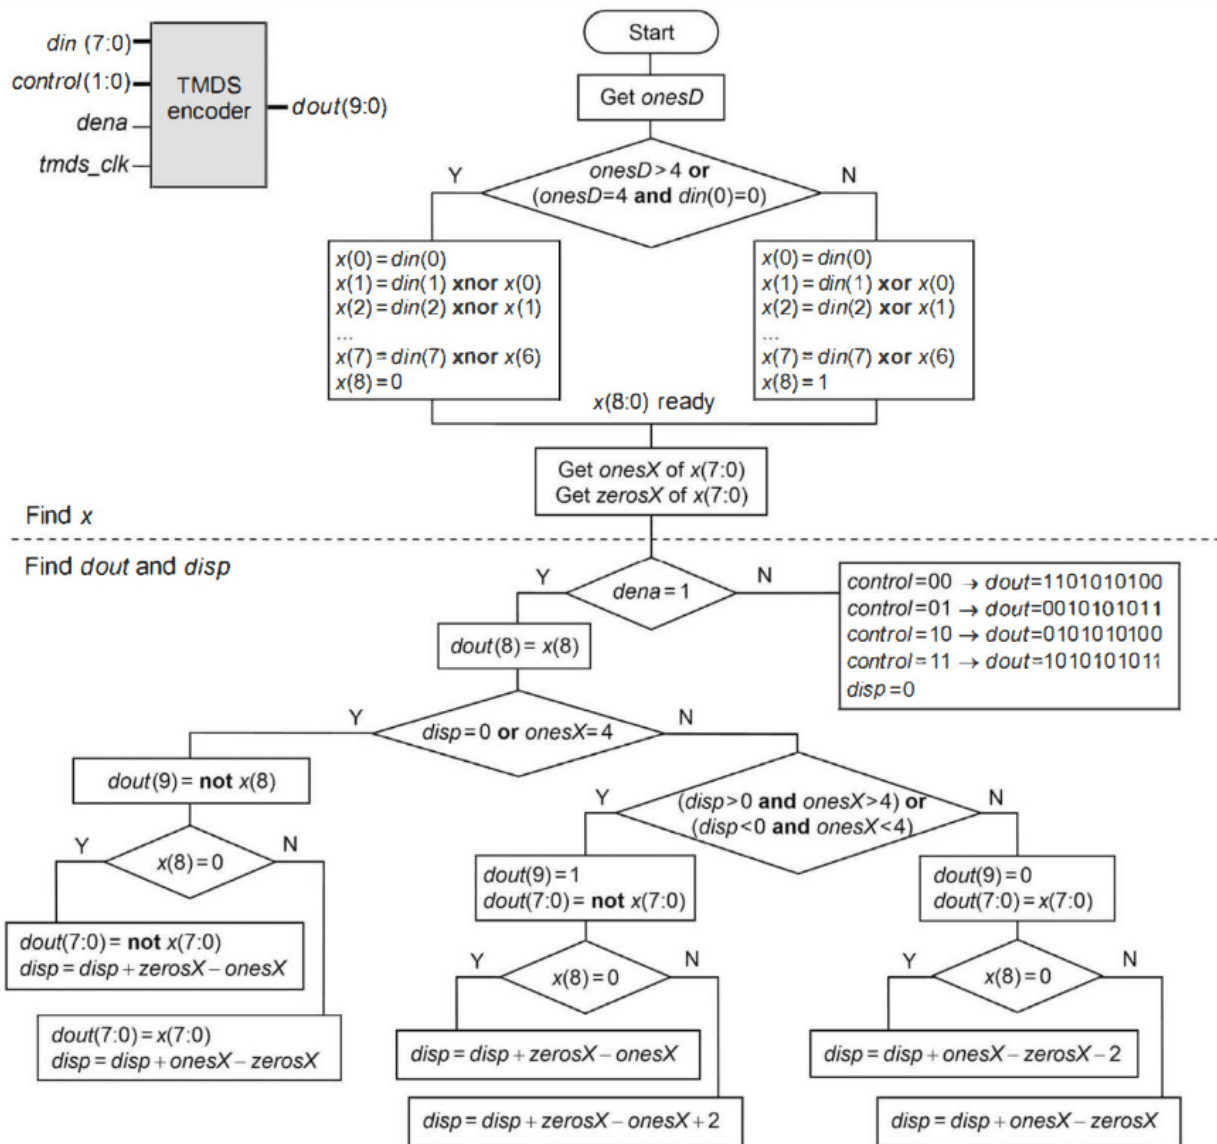 din (7:0)
control(1:0)
dena
tmds_clk
TMDS
encoder
dout(9:0)
Start
Get onesD
onesD>4 or
(onesD=4 and din(0)=0)
Y
N
x(0)=din(0)
x(1)=din(1) xnor x(0)
x(2)=din(2) xnor x(1)
...
x(7)=din(7) xnor x(6)
x(8)=0
x(0)=din(0)
x(1)=din(1) xor x(0)
x(2)=din(2) xor x(1)
...
x(7)=din(7) xor x(6)
x(8)=1
x(8:0) ready
Get onesX of x(7:0)
Get zerosX of x(7:0)
Find x
Find dout and disp
Y
dena=1
N
control=00 → dout=1101010100
control=01 → dout=0010101011
control=10 → dout=0101010100
control=11 → dout=1010101011
disp=0
dout(8)=x(8)
Y
disp=0 or onesX=4
N
dout(9)= not x(8)
Y
x(8)=0
N
dout(7:0)= not x(7:0)
disp=disp+zerosX−onesX
dout(7:0)=x(7:0)
disp=disp+onesX−zerosX
Y
(disp>0 and onesX>4) or
(disp<0 and onesX<4)
N
dout(9)=1
dout(7:0)= not x(7:0)
Y
x(8)=0
N
disp=disp+zerosX−onesX
disp=disp+zerosX−onesX+2
dout(9)=0
dout(7:0)=x(7:0)
Y
x(8)=0
N
disp=disp+onesX−zerosX−2
disp=disp+onesX−zerosX